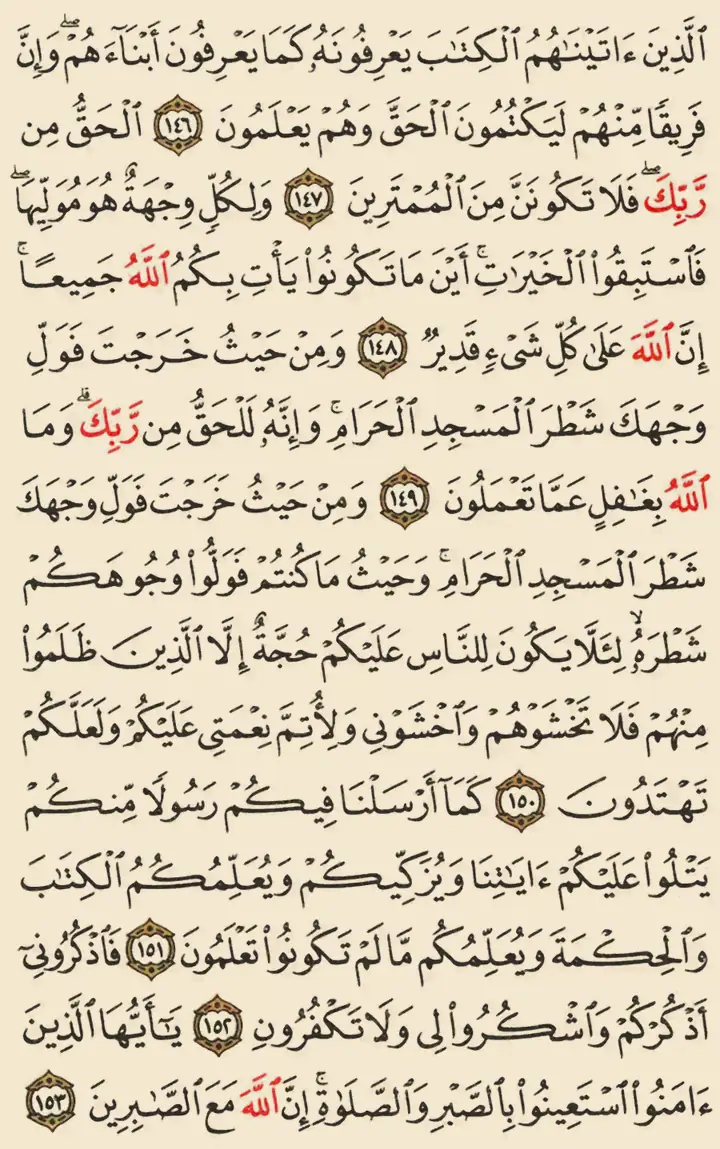 ٱلَّذِينَ ءَاتَيۡنَٰهُمُ ٱلۡكِتَٰبَ يَعۡرِفُونَهُۥ كَمَا يَعۡرِفُونَ أَبۡنَآءَهُمۡۖ وَإِنَّ
فَرِيقٗا مِّنۡهُمۡ لَيَكۡتُمُونَ ٱلۡحَقَّ وَهُمۡ يَعۡلَمُونَ ١٤٦ ٱلۡحَقُّ مِن
رَّبِّكَۖ فَلَا تَكُونَنَّ مِنَ ٱلۡمُمۡتَرِينَ ١٤٧ وَلِكُلّٖ وِجۡهَةٌ هُوَ مُوَلِّيهَاۖ
فَٱسۡتَبِقُواْ ٱلۡخَيۡرَٰتِۚ أَيۡنَ مَا تَكُونُواْ يَأۡتِ بِكُمُ ٱللَّهُ جَمِيعًاۚ
إِنَّ ٱللَّهَ عَلَىٰ كُلِّ شَيۡءٖ قَدِيرٞ ١٤٨ وَمِنۡ حَيۡثُ خَرَجۡتَ فَوَلِّ
وَجۡهَكَ شَطۡرَ ٱلۡمَسۡجِدِ ٱلۡحَرَامِۚ وَإِنَّهُۥ لَلۡحَقُّ مِن رَّبِّكَۗ وَمَا
ٱللَّهُ بِغَٰفِلٍ عَمَّا تَعۡمَلُونَ ١٤٩ وَمِنۡ حَيۡثُ خَرَجۡتَ فَوَلِّ وَجۡهَكَ
شَطۡرَ ٱلۡمَسۡجِدِ ٱلۡحَرَامِۚ وَحَيۡثُ مَا كُنتُمۡ فَوَلُّواْ وُجُوهَكُمۡ
شَطۡرَهُۥ لِئَلَّا يَكُونَ لِلنَّاسِ عَلَيۡكُمۡ حُجَّةٌ إِلَّا ٱلَّذِينَ ظَلَمُواْ
مِنۡهُمۡ فَلَا تَخۡشَوۡهُمۡ وَٱخۡشَوۡنِي وَلِأُتِمَّ نِعۡمَتِي عَلَيۡكُمۡ وَلَعَلَّكُمۡ
تَهۡتَدُونَ ١٥٠ كَمَآ أَرۡسَلۡنَا فِيكُمۡ رَسُولٗا مِّنكُمۡ
يَتۡلُواْ عَلَيۡكُمۡ ءَايَٰتِنَا وَيُزَكِّيكُمۡ وَيُعَلِّمُكُمُ ٱلۡكِتَٰبَ
وَٱلۡحِكۡمَةَ وَيُعَلِّمُكُم مَّا لَمۡ تَكُونُواْ تَعۡلَمُونَ ١٥١ فَٱذۡكُرُونِيٓ
أَذۡكُرۡكُمۡ وَٱشۡكُرُواْ لِي وَلَا تَكۡفُرُونِ ١٥٢ يَٰٓأَيُّهَا ٱلَّذِينَ
ءَامَنُواْ ٱسۡتَعِينُواْ بِٱلصَّبۡرِ وَٱلصَّلَوٰةِۚ إِنَّ ٱللَّهَ مَعَ ٱلصَّٰبِرِينَ ١٥٣